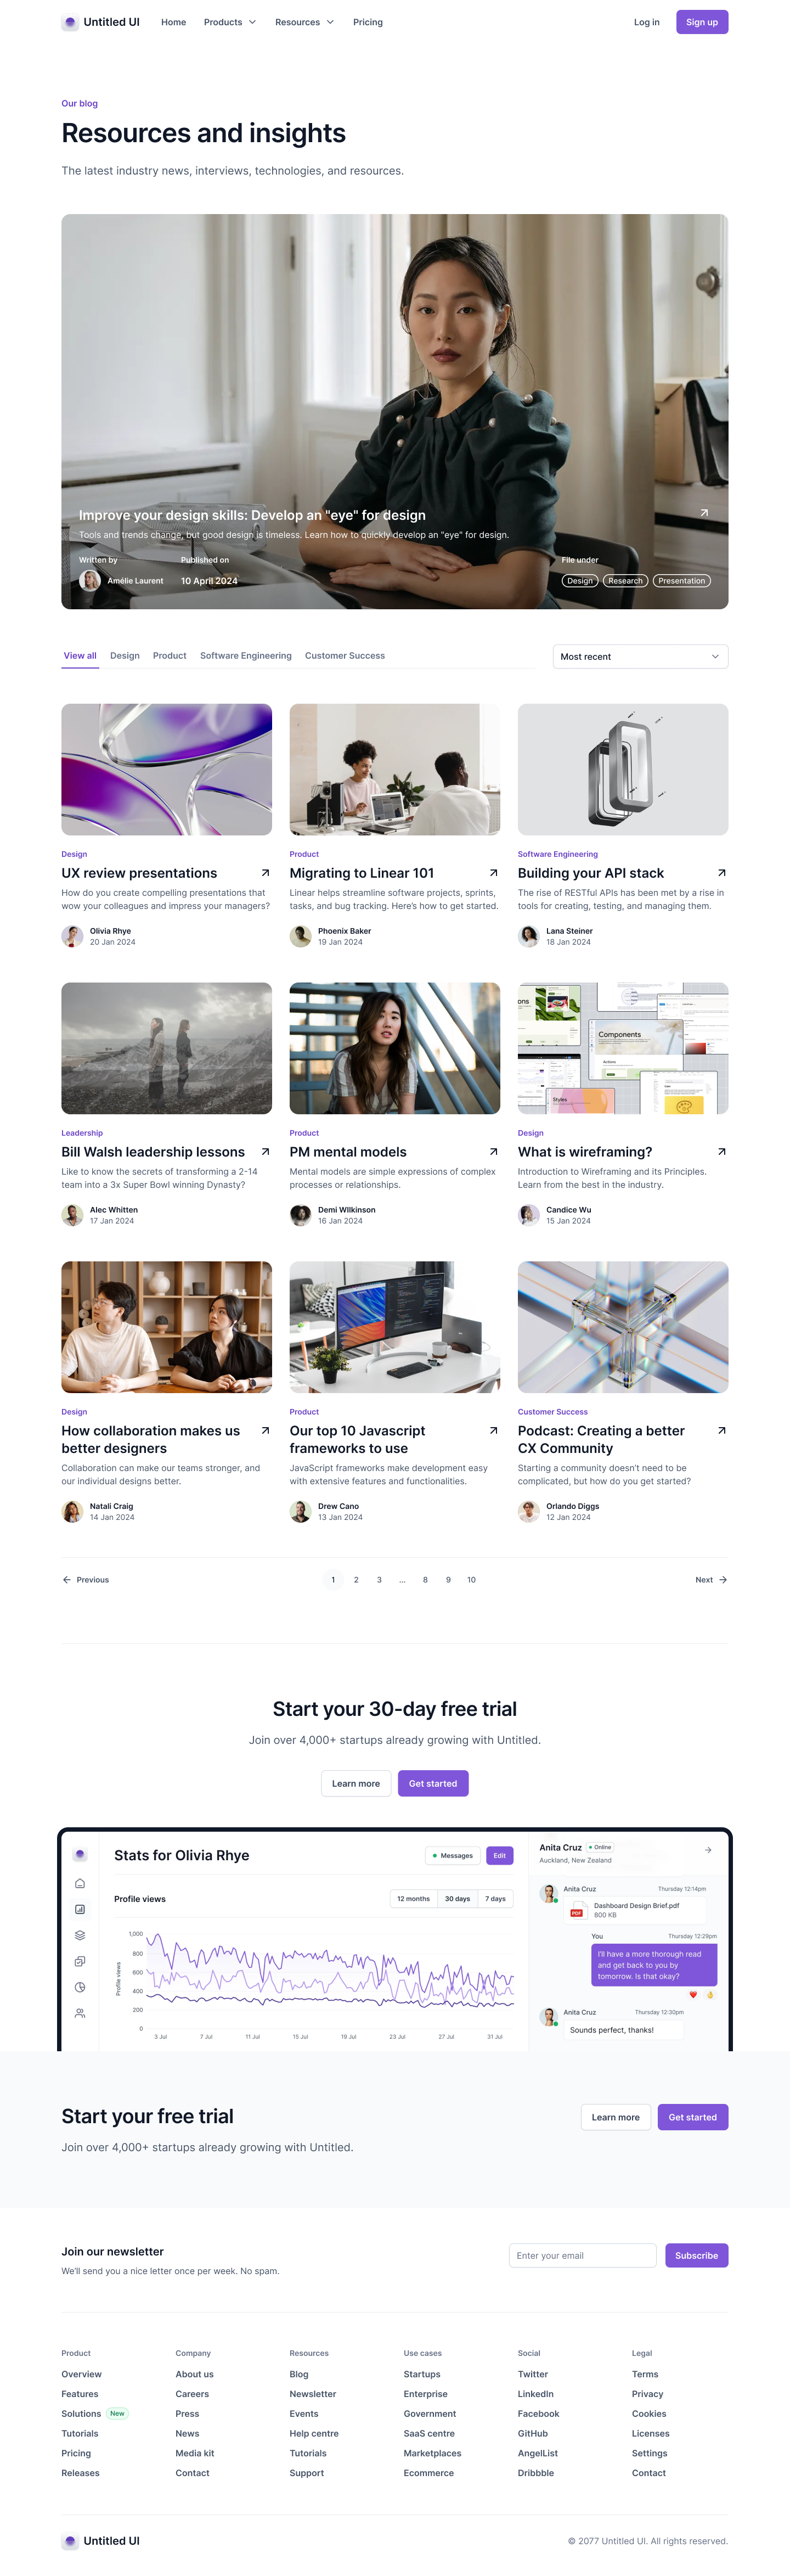 Untitled UI
Home
Products
Resources
Pricing
Log in
Sign up
Our blog
Resources and insights
The latest industry news, interviews, technologies, and resources.
Improve your design skills: Develop an "eye" for design
Tools and trends change, but good design is timeless. Learn how to quickly develop an "eye" for design.
Written by
Amélie Laurent
Published on
10 April 2024
File under
Design
Research
Presentation
View all
Design
Product
Software Engineering
Customer Success
Most recent
Design
UX review presentations
How do you create compelling presentations that
wow your colleagues and impress your managers?
Olivia Rhye
20 Jan 2024
Product
Migrating to Linear 101
Linear helps streamline software projects, sprints,
tasks, and bug tracking. Here's how to get started.
Phoenix Baker
19 Jan 2024
Software Engineering
Building your API stack
The rise of RESTful APIs has been met by a rise in
tools for creating, testing, and managing them.
Lana Steiner
18 Jan 2024
Components
Actions
Styles
Leadership
Bill Walsh leadership lessons
Like to know the secrets of transforming a 2-14
team into a 3x Super Bowl winning Dynasty?
Alec Whitten
17 Jan 2024
Product
PM mental models
Mental models are simple expressions of complex
processes or relationships.
Demi WIlkinson
16 Jan 2024
Design
What is wireframing?
Introduction to Wireframing and its Principles.
Learn from the best in the industry.
Candice Wu
15 Jan 2024
Design
How collaboration makes us
better designers
Collaboration can make our teams stronger, and
our individual designs better.
Natali Craig
14 Jan 2024
Product
Our top 10 Javascript
frameworks to use
JavaScript frameworks make development easy
with extensive features and functionalities.
Drew Cano
13 Jan 2024
Customer Success
Podcast: Creating a better
CX Community
Starting a community doesn't need to be
complicated, but how do you get started?
Orlando Diggs
12 Jan 2024
Previous
1
2
3
...
8
9
10
Next
Start your 30-day free trial
Join over 4,000+ startups already growing with Untitled.
Learn more
Get started
Stats for Olivia Rhye
Messages
Edit
Profile views
12 months
30 days
7 days
Profile views
1,000
800
600
400
200
0
3 Jul
7 Jul
11 Jul
15 Jul
19 Jul
23 Jul
27 Jul
31 Jul
Anita Cruz
Online
Auckland, New Zealand
Anita Cruz
Thursday 12:14pm
PDF
Dashboard Design Brief.pdf
800 KB
You
Thursday 12:29pm
I'll have a more thorough read
and get back to you by
tomorrow. Is that okay?
Anita Cruz
Thursday 12:30pm
Sounds perfect, thanks!
Start your free trial
Join over 4,000+ startups already growing with Untitled.
Learn more
Get started
Join our newsletter
We'll send you a nice letter once per week. No spam.
Enter your email
Subscribe
Product
Overview
Features
Solutions
New
Tutorials
Pricing
Releases
Company
About us
Careers
Press
News
Media kit
Contact
Resources
Blog
Newsletter
Events
Help centre
Tutorials
Support
Use cases
Startups
Enterprise
Government
SaaS centre
Marketplaces
Ecommerce
Social
Twitter
LinkedIn
Facebook
GitHub
AngelList
Dribbble
Legal
Terms
Privacy
Cookies
Licenses
Settings
Contact
Untitled UI
© 2077 Untitled UI. All rights reserved.